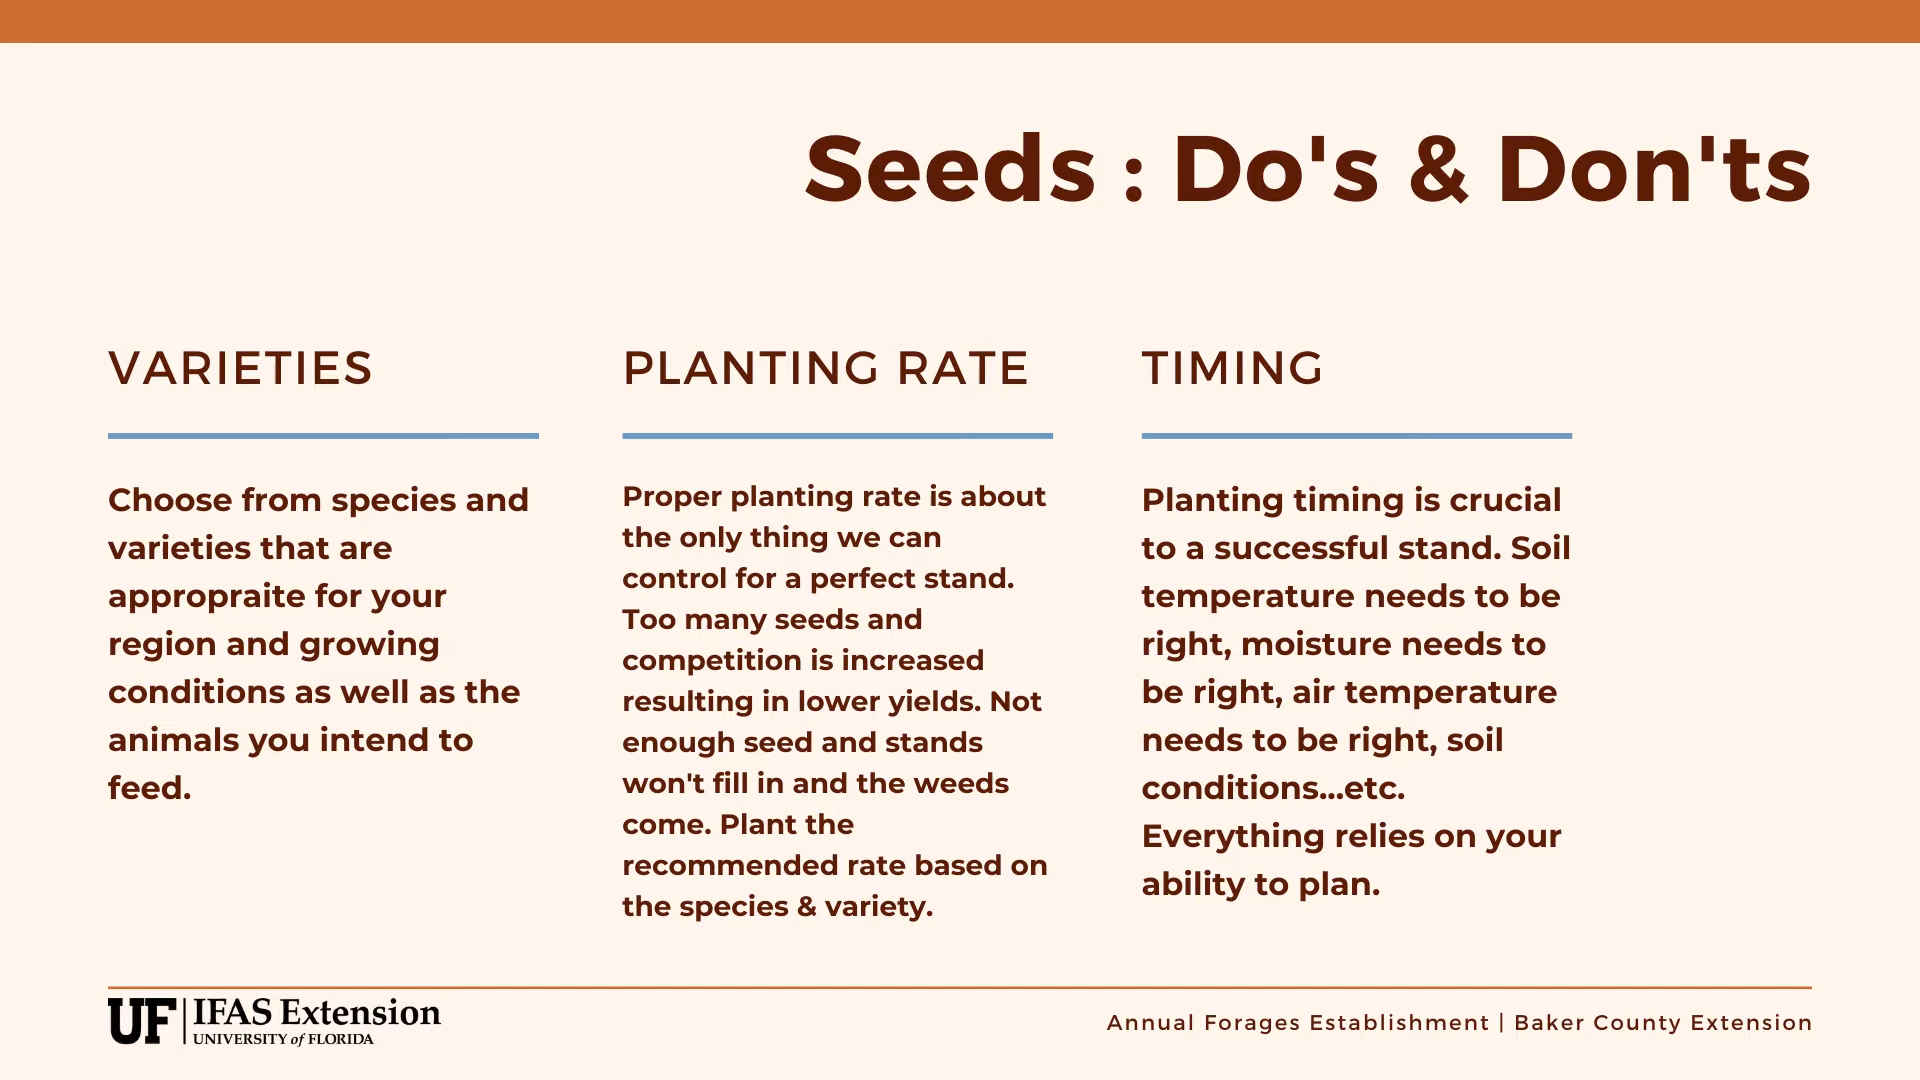 Seeds : Do's & Don'ts
VARIETIES
Choose from species and
varieties that are
appropraite for your
region and growing
conditions as well as the
animals you intend to
feed.
PLANTING RATE
Proper planting rate is about
the only thing we can
control for a perfect stand.
Too many seeds and
competition is increased
resulting in lower yields. Not
enough seed and stands
won't fill in and the weeds
come. Plant the
recommended rate based on
the species & variety.
TIMING
Planting timing is crucial
to a successful stand. Soil
temperature needs to be
right, moisture needs to
be right, air temperature
needs to be right, soil
conditions...etc.
Everything relies on your
ability to plan.
UF | IFAS Extension
UNIVERSITY of FLORIDA
Annual Forages Establishment | Baker County Extension